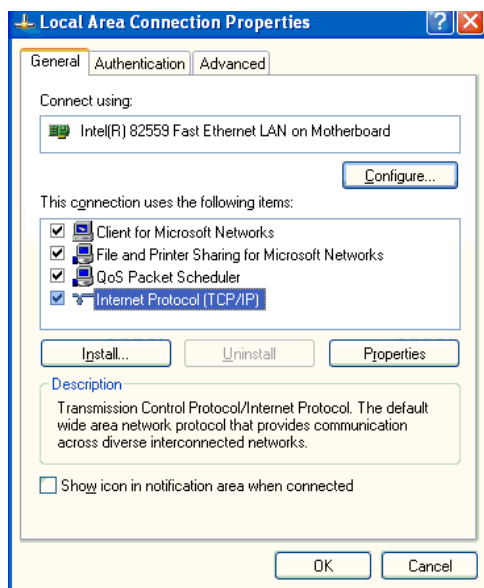 Local Area Connection Properties
General Authentication Advanced
Connect using:
Intel(R) 82559 Fast Ethernet LAN on Motherboard
Configure...
This connection uses the following items:
Client for Microsoft Networks
File and Printer Sharing for Microsoft Networks
QoS Packet Scheduler
Internet Protocol (TCP/IP)
Install... Uninstall Properties
Description
Transmission Control Protocol/Internet Protocol. The default
wide area network protocol that provides communication
across diverse interconnected networks.
Show icon in notification area when connected
OK Cancel